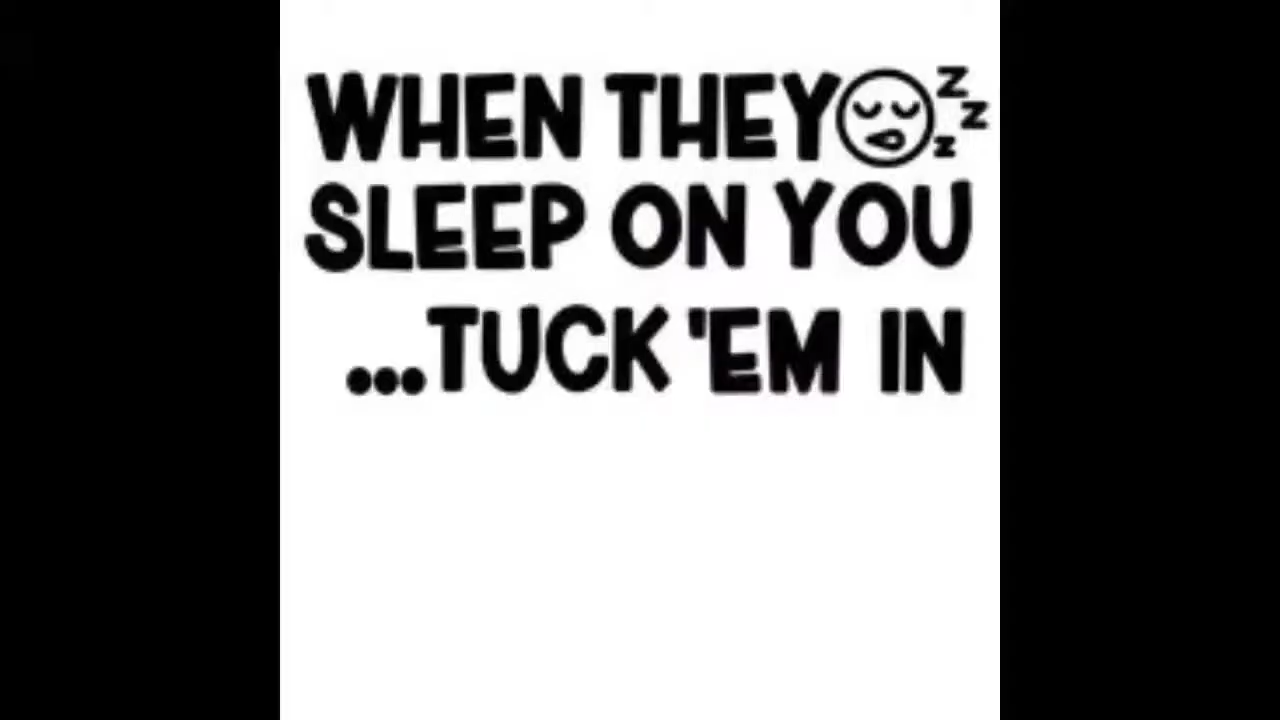 WHEN THEY😴
SLEEP ON YOU
...TUCK 'EM IN